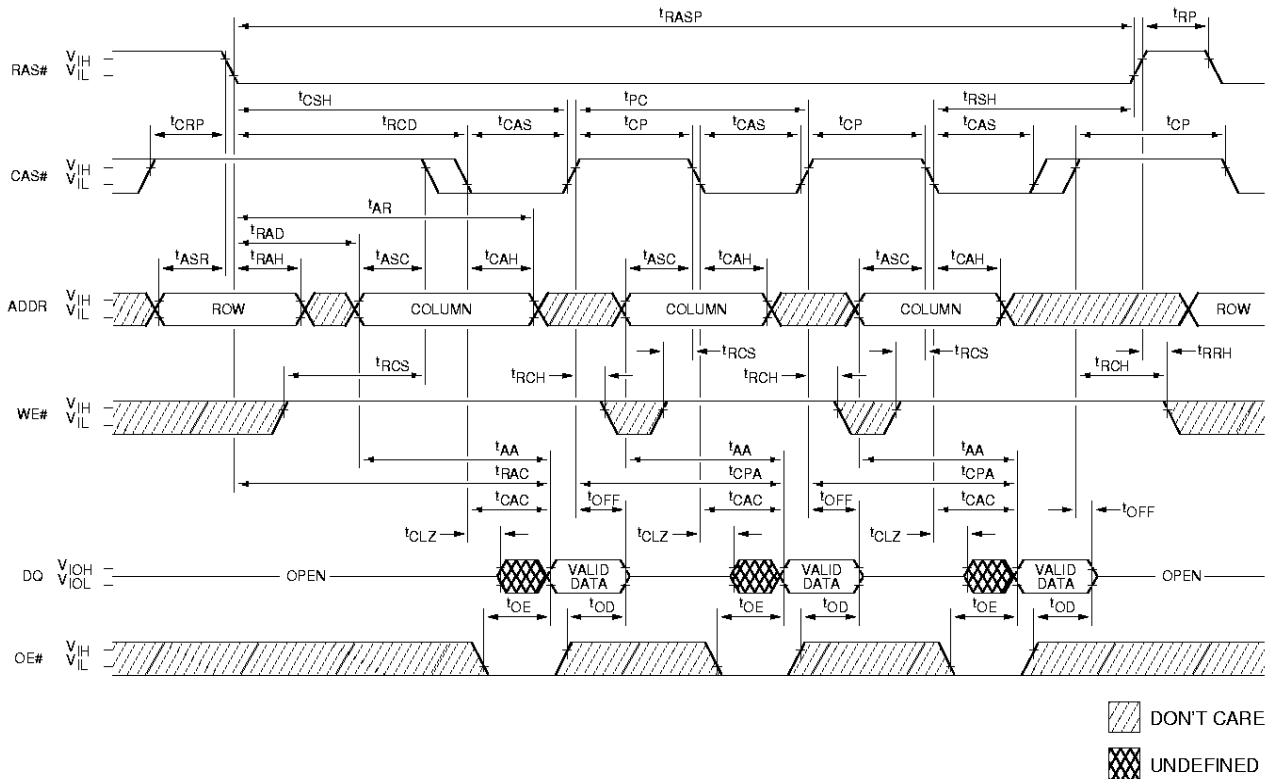 tRASP tRP
RAS# VIH
VIL
tCSH tPC tRSH
tCRP tRCD tCAS tCP tCAS tCP tCAS tCP
CAS# VIH
VIL
tAR
tRAD
tASR tRAH tASC tCAH tASC tCAH tASC tCAH
ADDR VIH
VIL
ROW COLUMN COLUMN COLUMN ROW
tRCS tRCH tRCS tRCH tRCS tRCH tRRH
WE# VIH
VIL
tAA tAA tAA
tRAC tCPA tCPA
tCAC tOFF tCAC tOFF tCAC tOFF
tCLZ tCLZ tCLZ
DQ VIOH
VIOL
OPEN VALID DATA VALID DATA VALID DATA OPEN
tOE tOD tOE tOD tOE tOD
OE# VIH
VIL
DON'T CARE
UNDEFINED